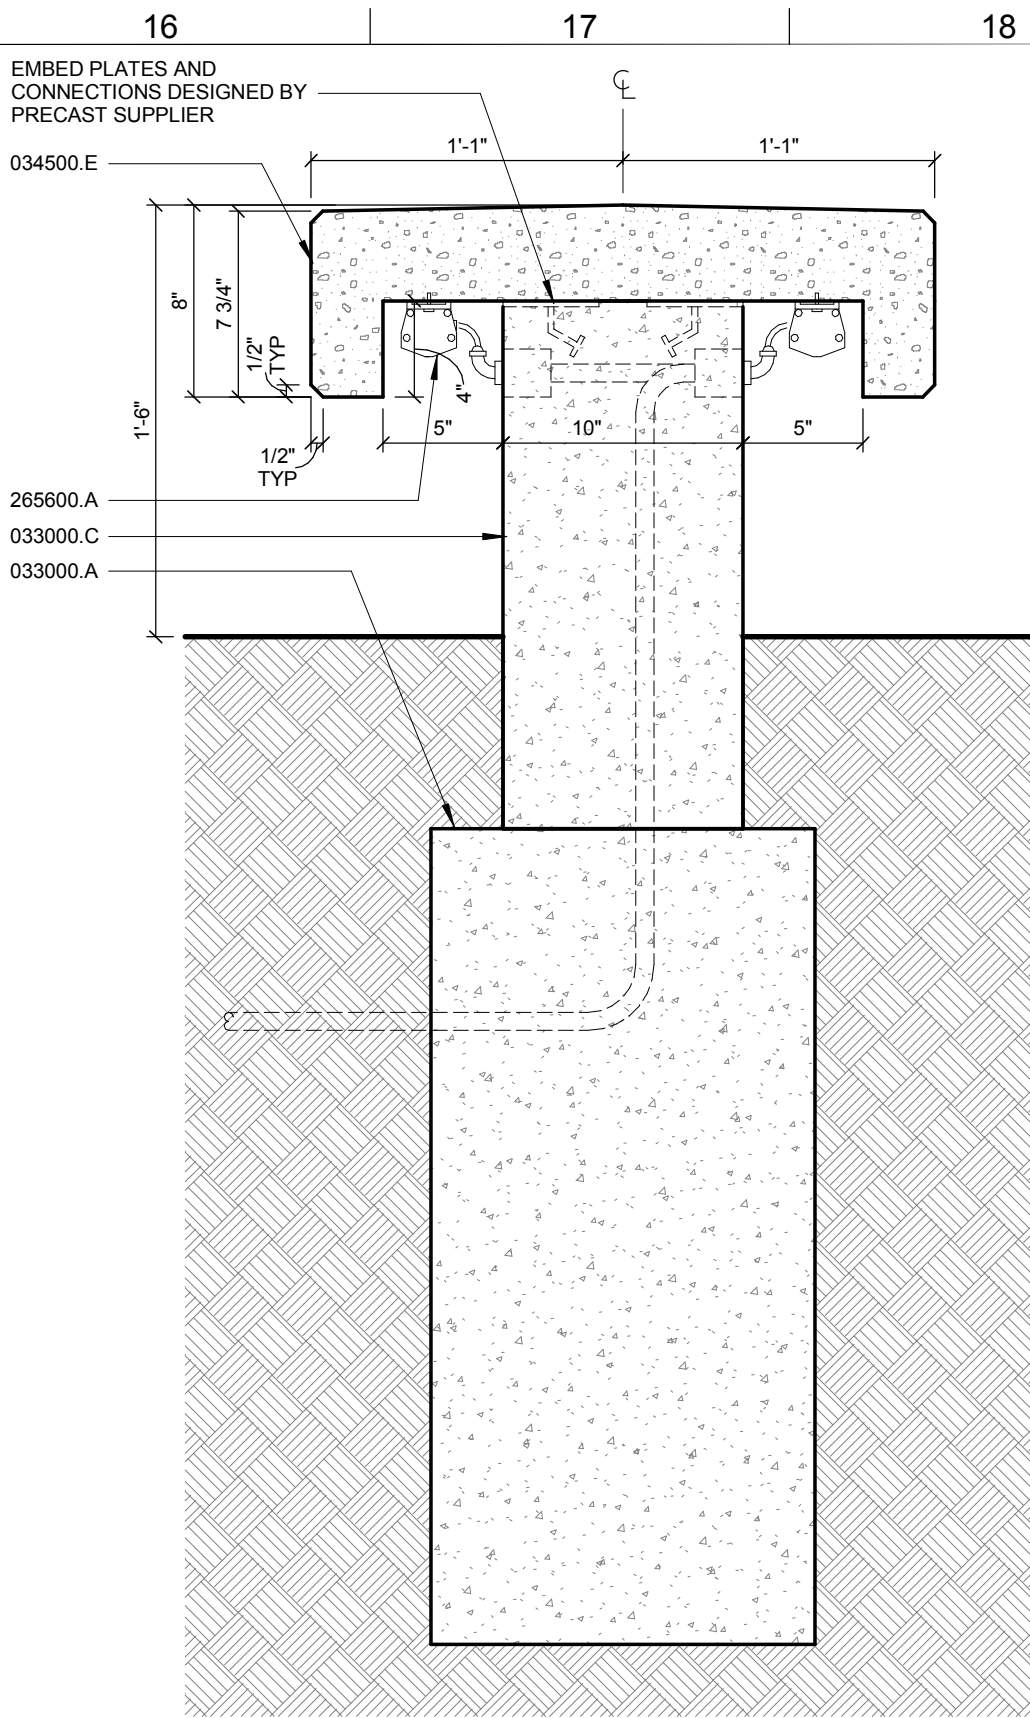 16
17
18
EMBED PLATES AND
CONNECTIONS DESIGNED BY
PRECAST SUPPLIER
℄
1'-1"
1'-1"
034500.E
8"
7 3/4"
1/2"
TYP
4"
1'-6"
5"
10"
5"
1/2"
TYP
265600.A
033000.C
033000.A